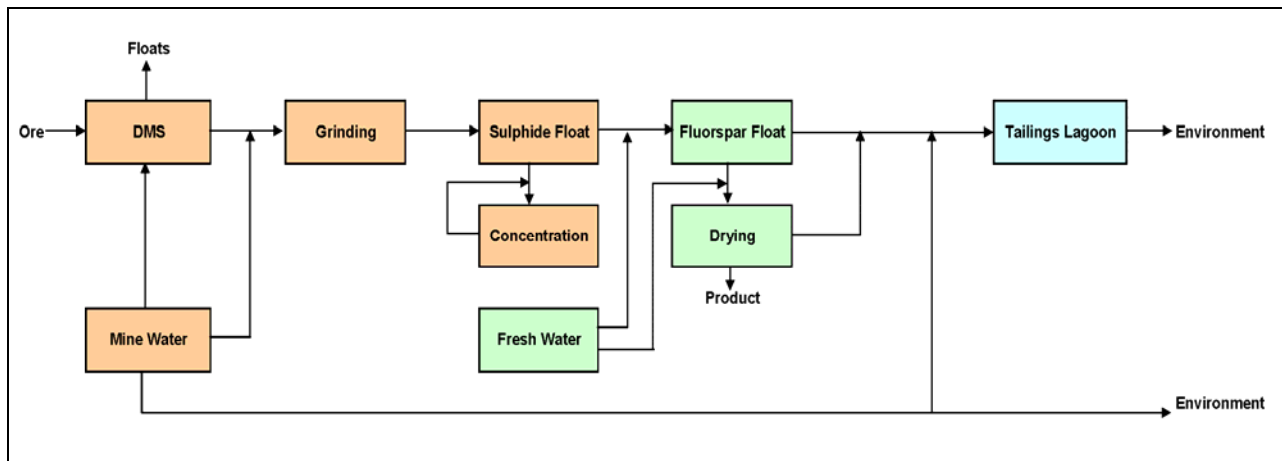 Floats
Ore
DMS
Grinding
Sulphide Float
Fluorspar Float
Tailings Lagoon
Environment
Concentration
Drying
Product
Mine Water
Fresh Water
Environment